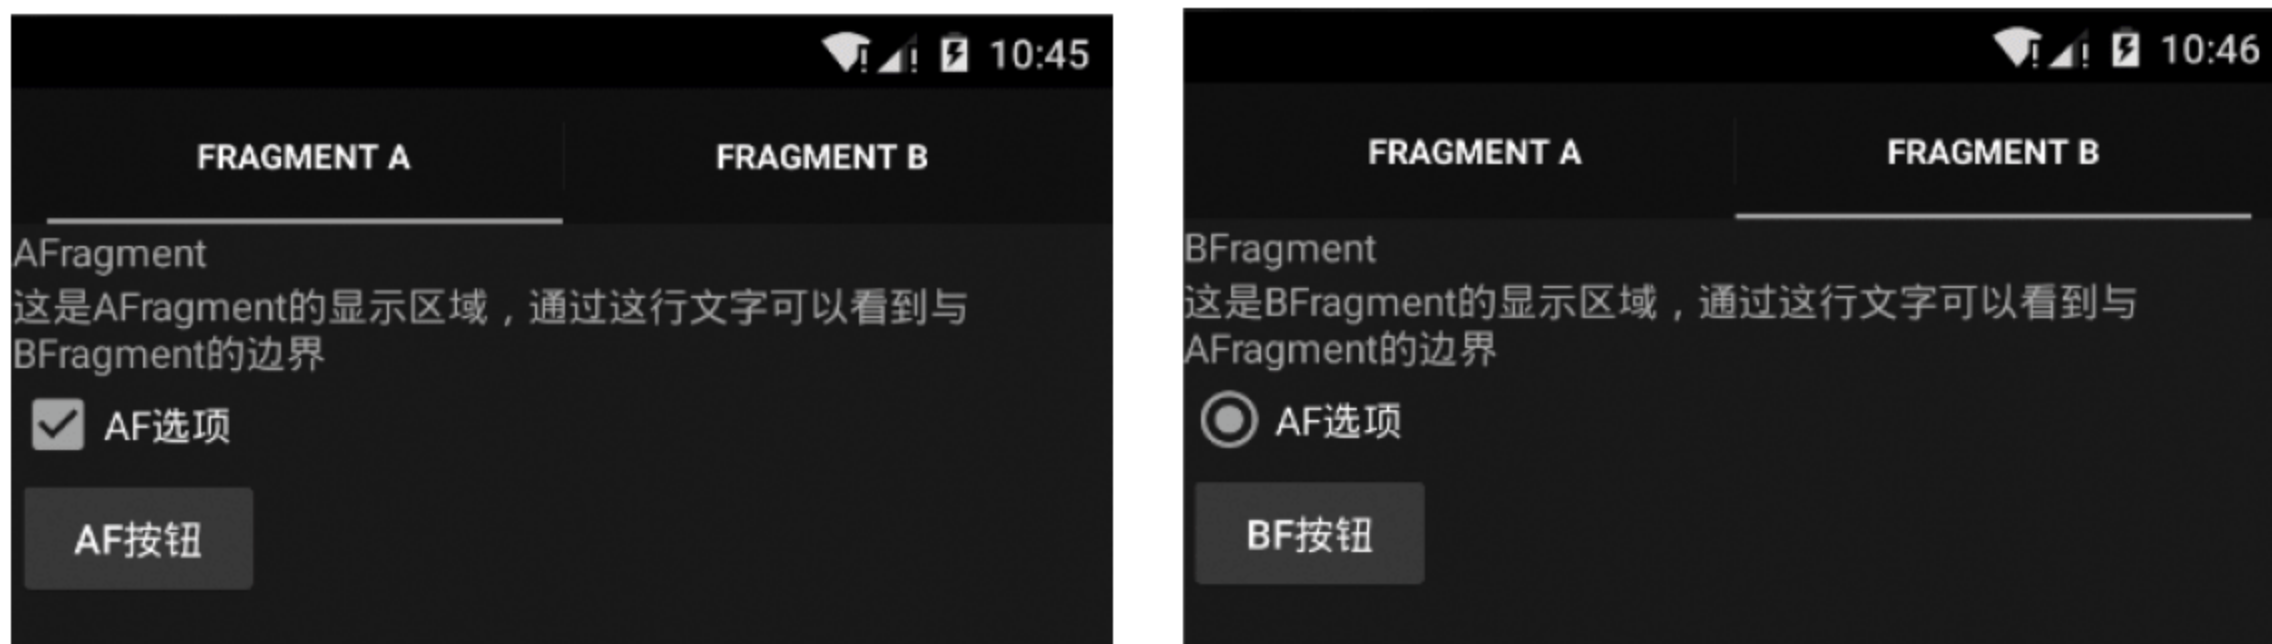 10:45
FRAGMENT A
FRAGMENT B
AFragment
这是AFragment的显示区域，通过这行文字可以看到与
BFragment的边界
AF选项
AF按钮
10:46
FRAGMENT A
FRAGMENT B
BFragment
这是BFragment的显示区域，通过这行文字可以看到与
AFragment的边界
AF选项
BF按钮